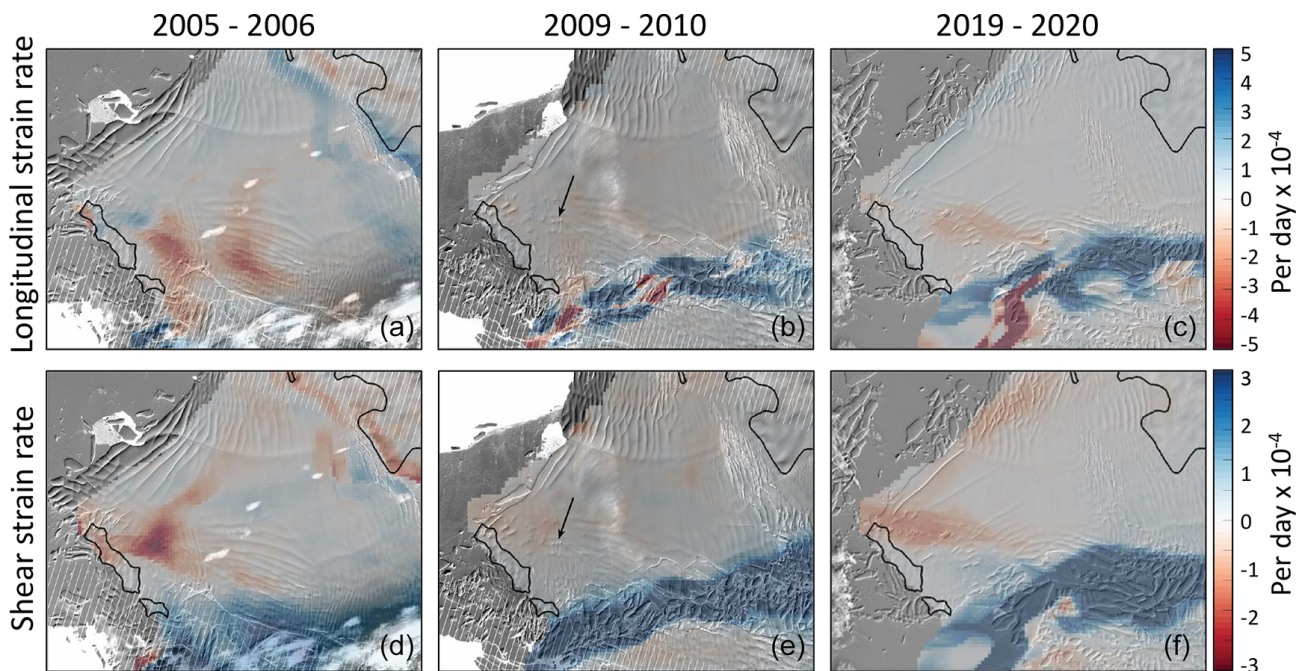 2005 - 2006
2009 - 2010
2019 - 2020
Longitudinal strain rate
(a)
(b)
(c)
5
4
3
2
1
0
-1
-2
-3
-4
-5
Per day x 10⁻⁴
Shear strain rate
(d)
(e)
(f)
3
2
1
0
-1
-2
-3
Per day x 10⁻⁴